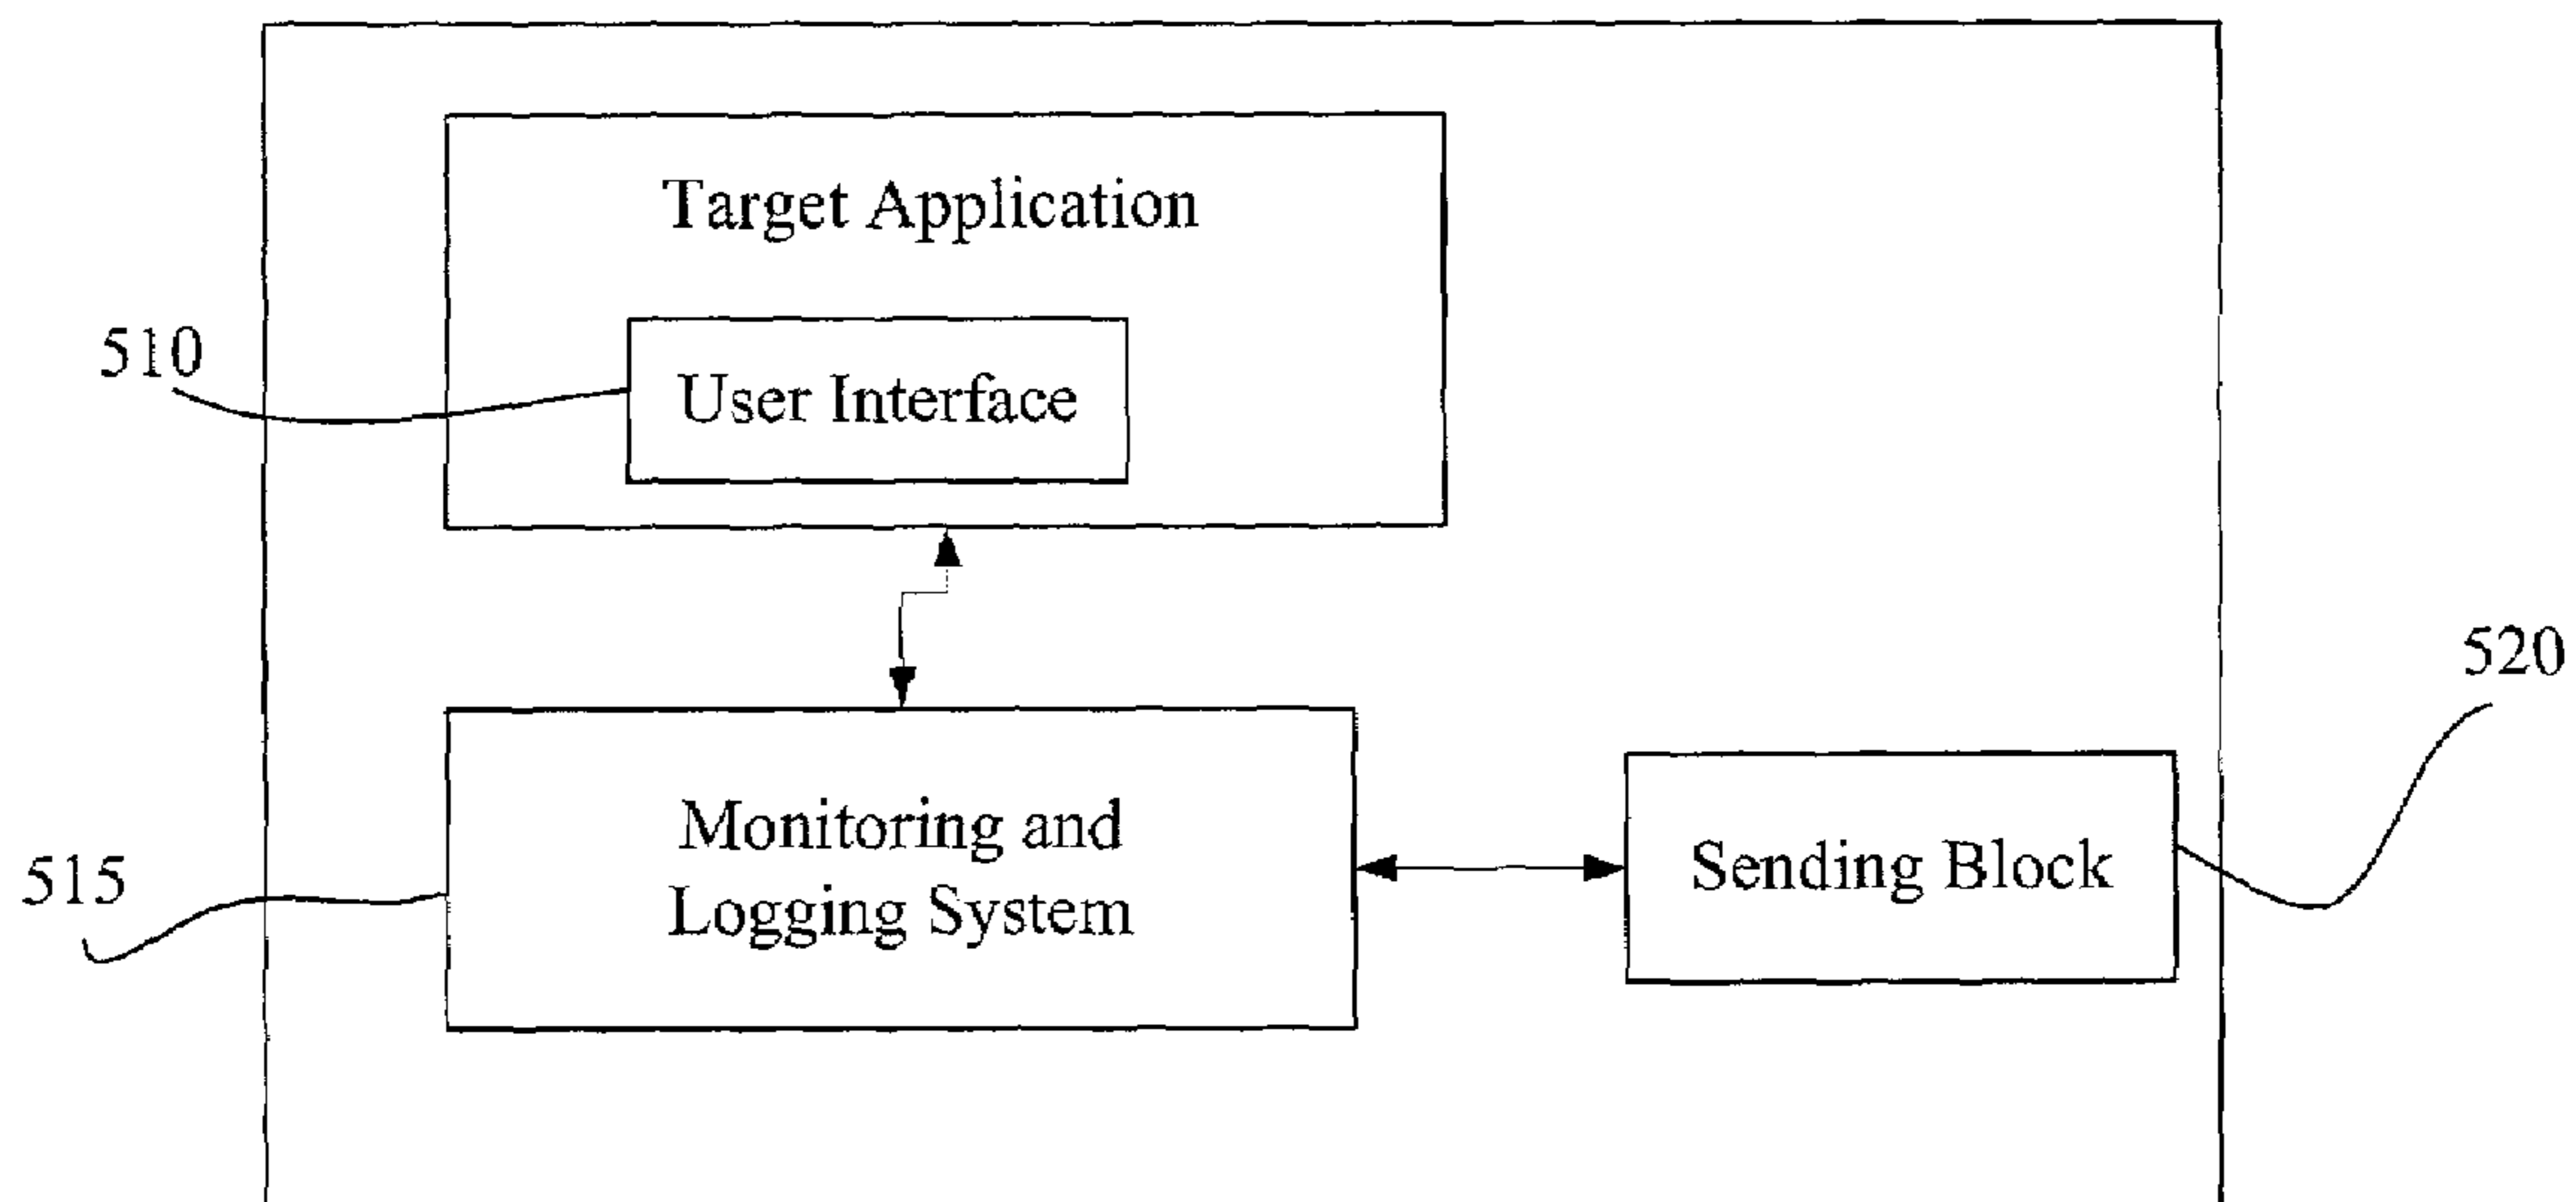 Target Application
510
User Interface
520
Monitoring and
Logging System
515
Sending Block